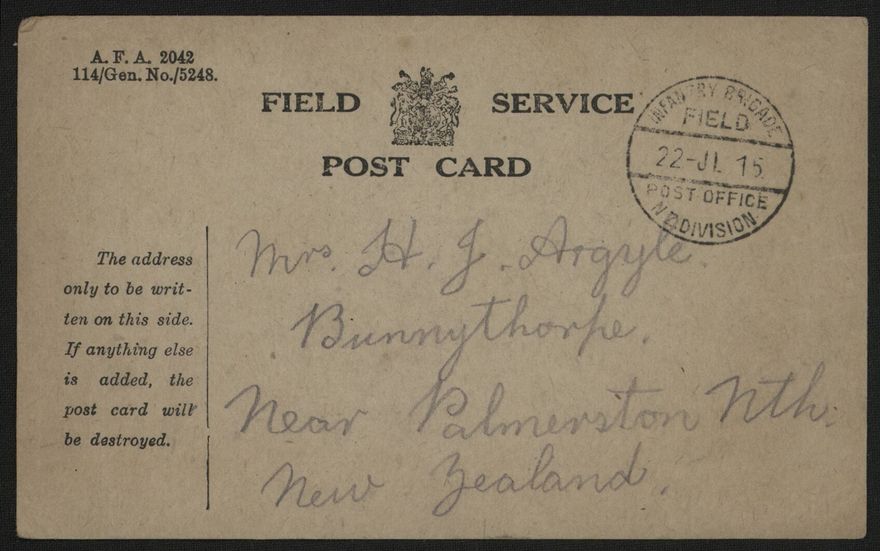 A. F. A. 2042
114/Gen. No./5248.
FIELD SERVICE
POST CARD
INFANTRY BRIGADE
FIELD
22-JL 15
POST OFFICE
N.Z. DIVISION
The address
only to be writ-
ten on this side.
If anything else
is added, the
post card will
be destroyed.
Mrs. H. J. Argyle.
Bunnythorpe.
Near Palmerston Nth.
New Zealand.